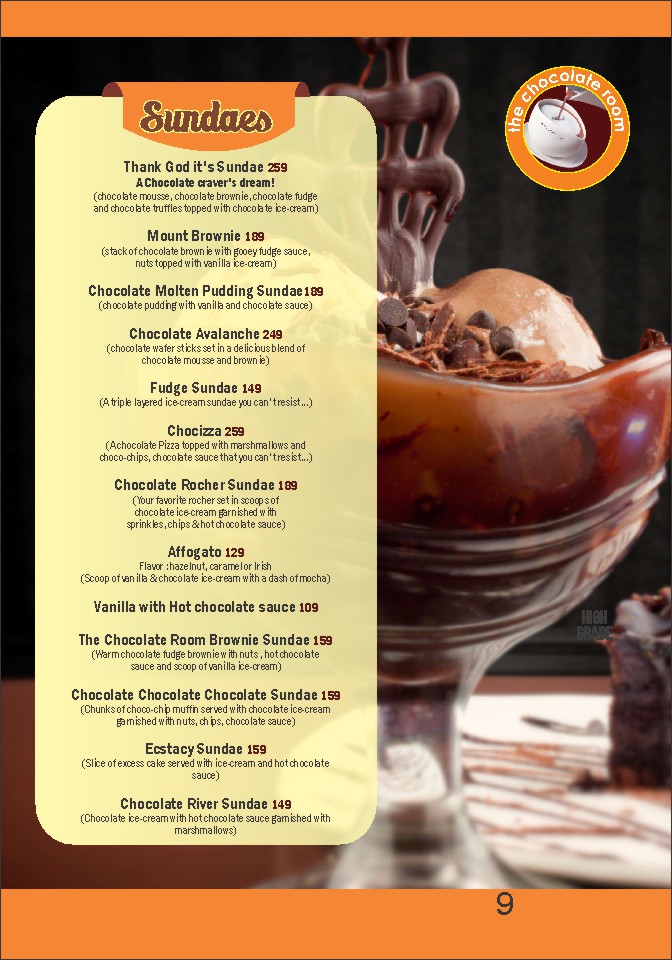 the chocolate room
Sundaes
Thank God it's Sundae 259
A Chocolate craver's dream!
(chocolate mousse, chocolate brownie, chocolate fudge
and chocolate truffles topped with chocolate ice-cream)
Mount Brownie 189
(stack of chocolate brownie with gooey fudge sauce,
nuts topped with vanilla ice-cream)
Chocolate Molten Pudding Sundae189
(chocolate pudding with vanilla and chocolate sauce)
Chocolate Avalanche 249
(chocolate wafer sticks set in a delicious blend of
chocolate mousse and brownie)
Fudge Sundae 149
(A triple layered ice-cream sundae you can't resist...)
Chocizza 259
(A chocolate Pizza topped with marshmallows and
choco-chips, chocolate sauce that you can't resist...)
Chocolate Rocher Sundae 189
(Your favorite rocher set in scoops of
chocolate ice-cream garnished with
sprinkles, chips & hot chocolate sauce)
Affogato 129
Flavor : hazelnut, caramel or Irish
(Scoop of vanilla & chocolate ice-cream with a dash of mocha)
Vanilla with Hot chocolate sauce 109
The Chocolate Room Brownie Sundae 159
(Warm chocolate fudge brownie with nuts , hot chocolate
sauce and scoop of vanilla ice-cream)
Chocolate Chocolate Chocolate Sundae 159
(Chunks of choco-chip muffin served with chocolate ice-cream
garnished with nuts, chips, chocolate sauce)
Ecstacy Sundae 159
(Slice of excess cake served with ice-cream and hot chocolate
sauce)
Chocolate River Sundae 149
(Chocolate ice-cream with hot chocolate sauce garnished with
marshmallows)
HIGH
GRADE
9